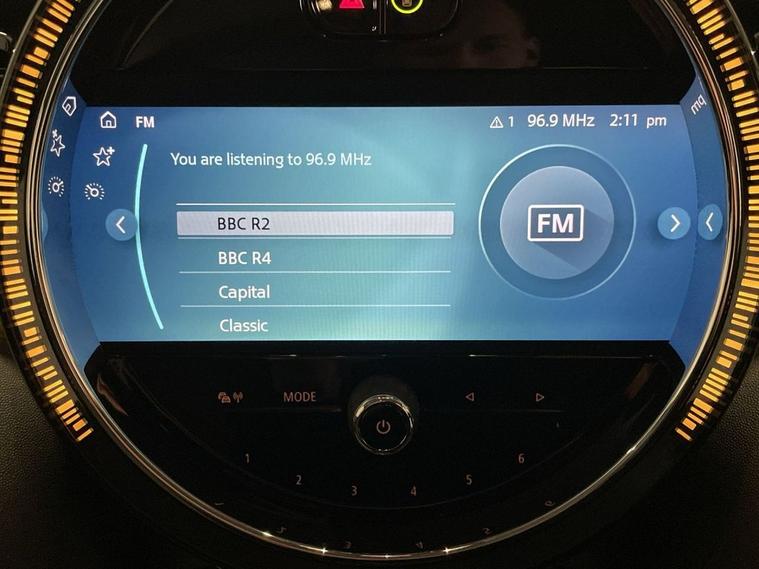 FM
1 96.9 MHz 2:11 pm
You are listening to 96.9 MHz
BBC R2
FM
BBC R4
Capital
Classic
MODE
1 2 3 4 5 6